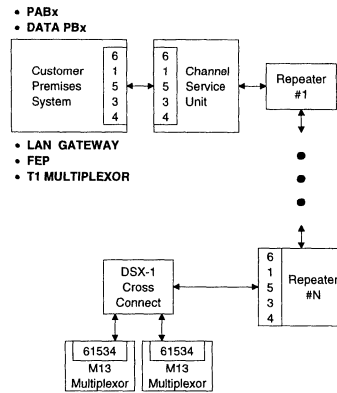 • PABx
• DATA PBx
Customer
Premises
System
6
1
5
3
4
6
1
5
3
4
Channel
Service
Unit
Repeater
#1
• LAN GATEWAY
• FEP
• T1 MULTIPLEXOR
DSX-1
Cross
Connect
6
1
5
3
4
Repeater
#N
61534
M13
Multiplexor
61534
M13
Multiplexor